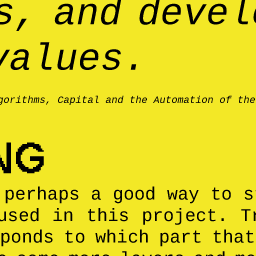 s, and develo
values.
gorithms, Capital and the Automation of the
NG
perhaps a good way to s
used in this project. T
ponds to which part that